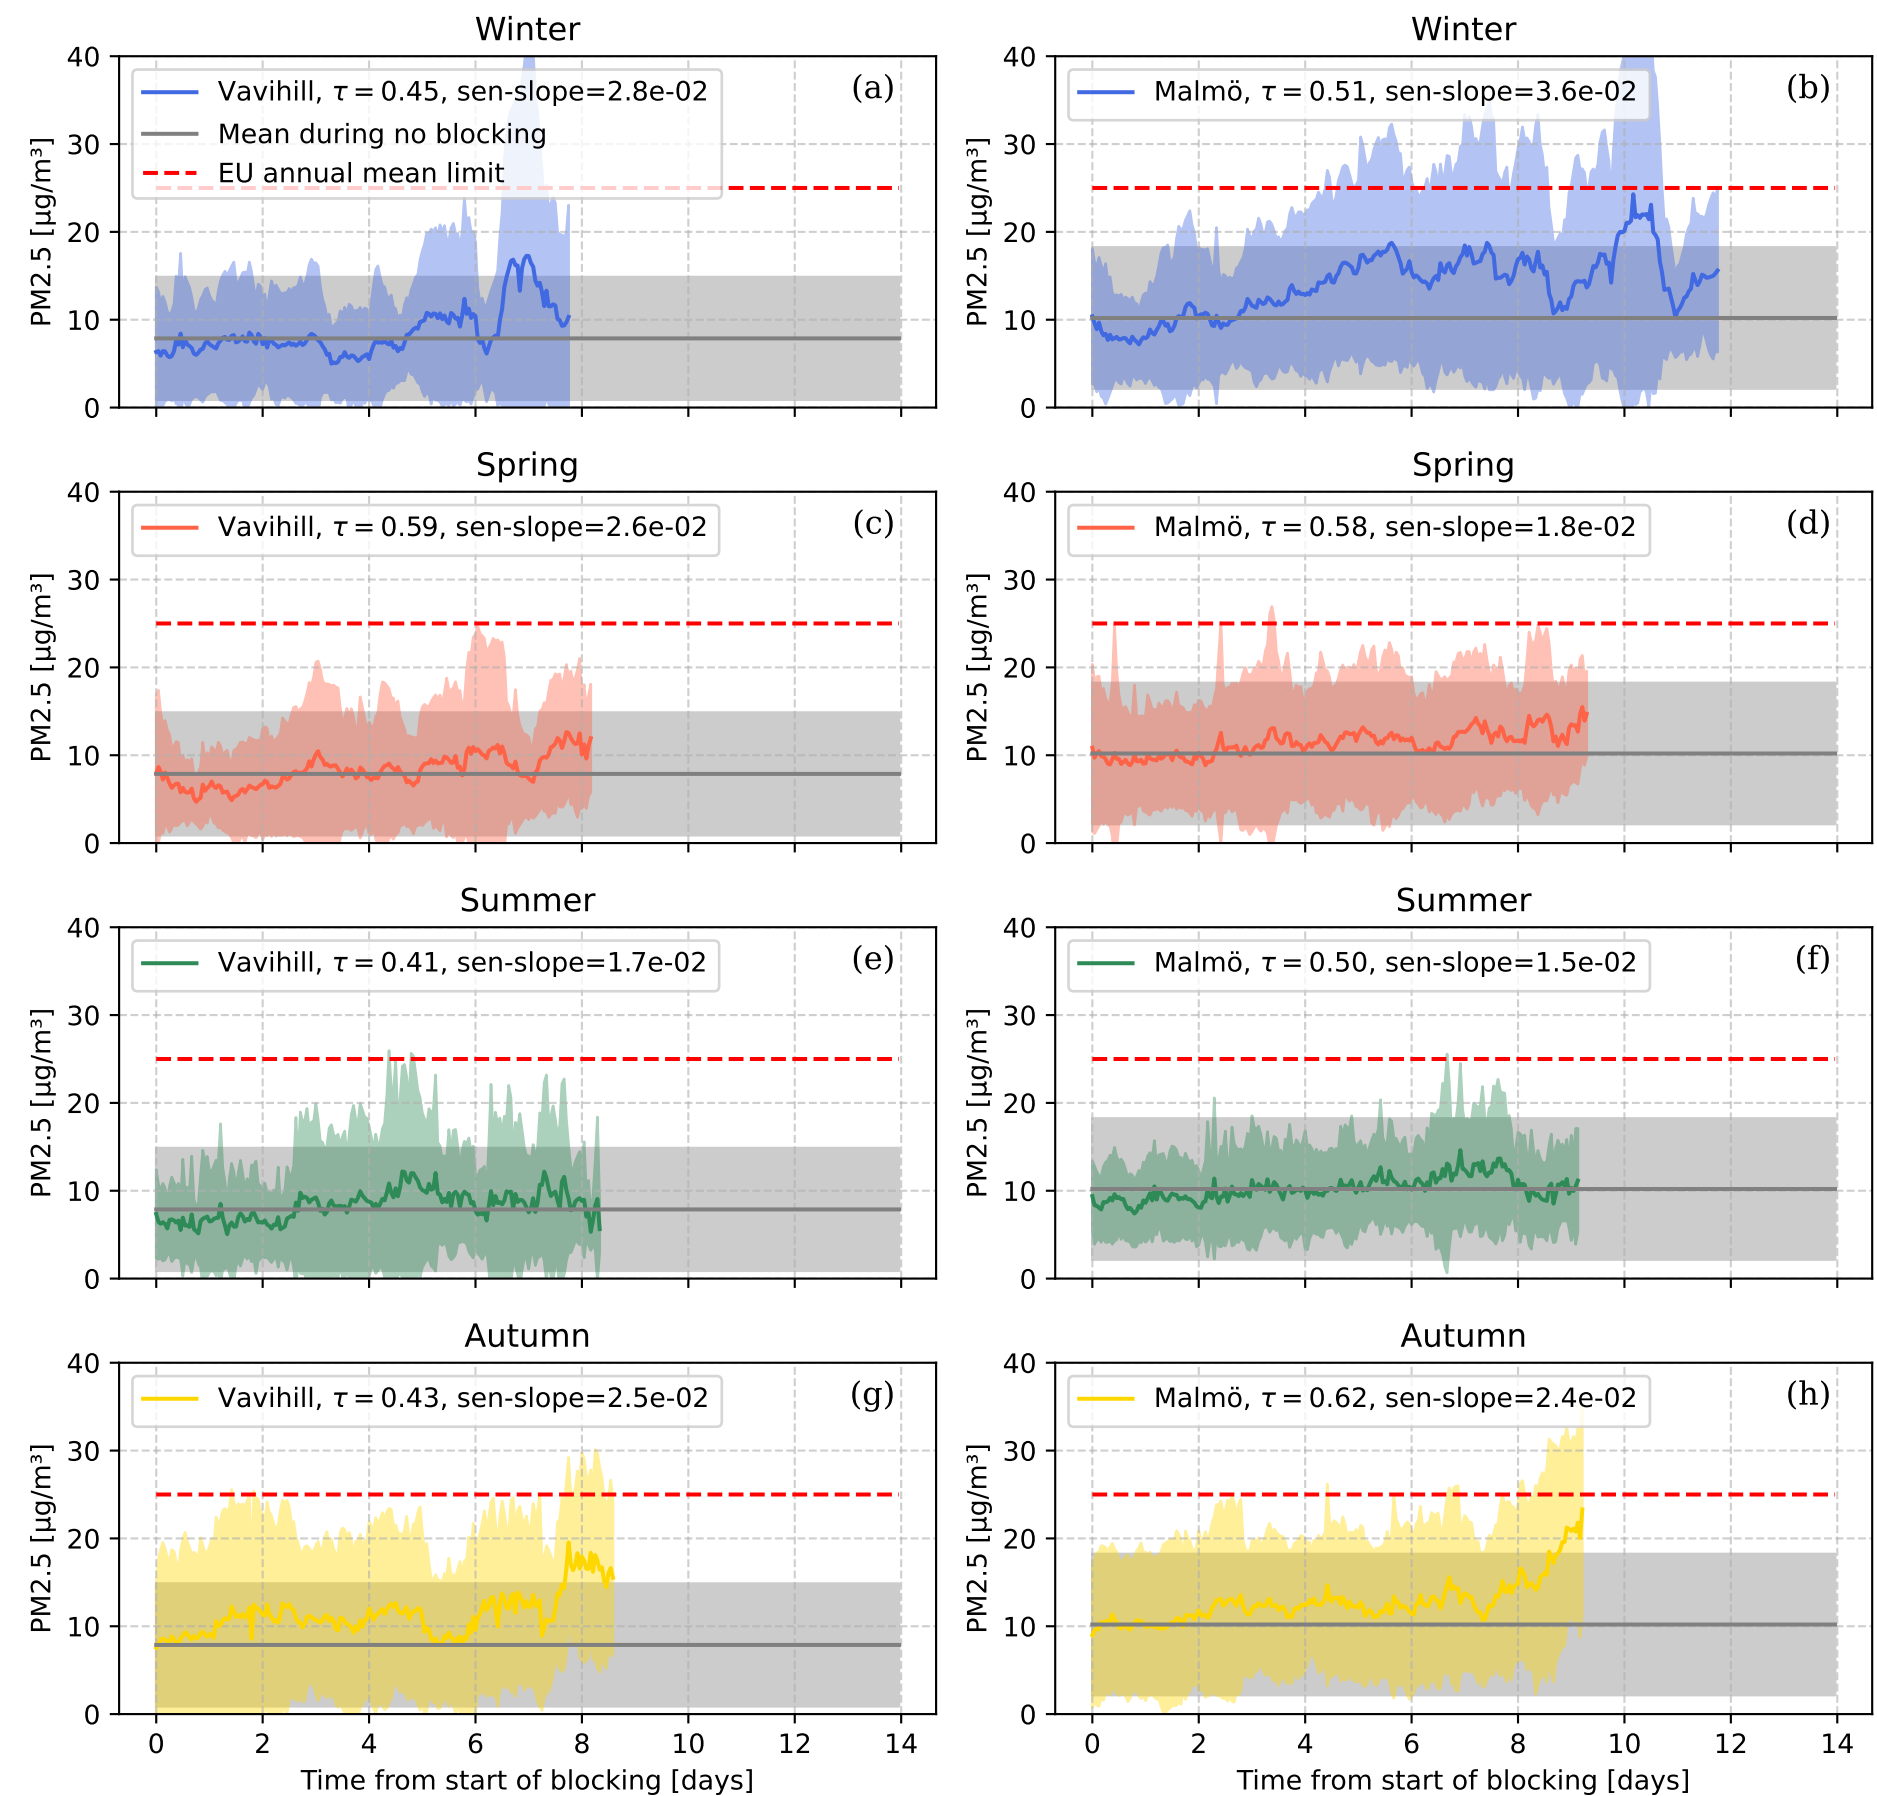 Winter
40
30
20
10
0
PM2.5 [µg/m³]
Vavihill, τ = 0.45, sen-slope=2.8e-02
Mean during no blocking
EU annual mean limit
(a)
Winter
40
30
20
10
0
PM2.5 [µg/m³]
Malmö, τ = 0.51, sen-slope=3.6e-02
(b)
Spring
40
30
20
10
0
PM2.5 [µg/m³]
Vavihill, τ = 0.59, sen-slope=2.6e-02
(c)
Spring
40
30
20
10
0
PM2.5 [µg/m³]
Malmö, τ = 0.58, sen-slope=1.8e-02
(d)
Summer
40
30
20
10
0
PM2.5 [µg/m³]
Vavihill, τ = 0.41, sen-slope=1.7e-02
(e)
Summer
40
30
20
10
0
PM2.5 [µg/m³]
Malmö, τ = 0.50, sen-slope=1.5e-02
(f)
Autumn
40
30
20
10
0
PM2.5 [µg/m³]
Vavihill, τ = 0.43, sen-slope=2.5e-02
(g)
0 2 4 6 8 10 12 14
Time from start of blocking [days]
Autumn
40
30
20
10
0
PM2.5 [µg/m³]
Malmö, τ = 0.62, sen-slope=2.4e-02
(h)
0 2 4 6 8 10 12 14
Time from start of blocking [days]